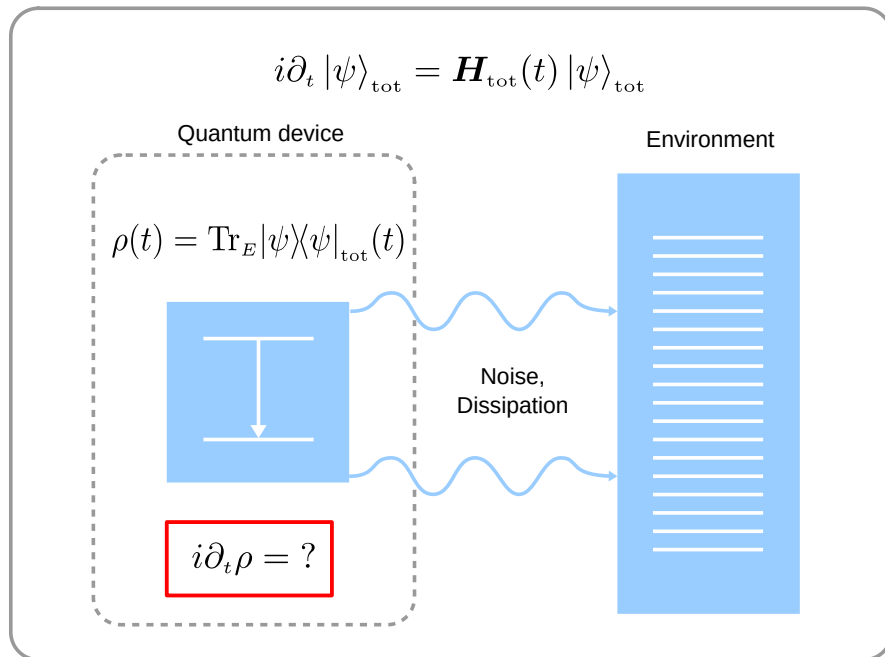 i∂ₜ |ψ⟩ₜₒₜ = 𝑯ₜₒₜ(t) |ψ⟩ₜₒₜ
Quantum device
Environment
ρ(t) = Tr_E|ψ⟩⟨ψ|ₜₒₜ(t)
Noise,
Dissipation
i∂ₜρ = ?